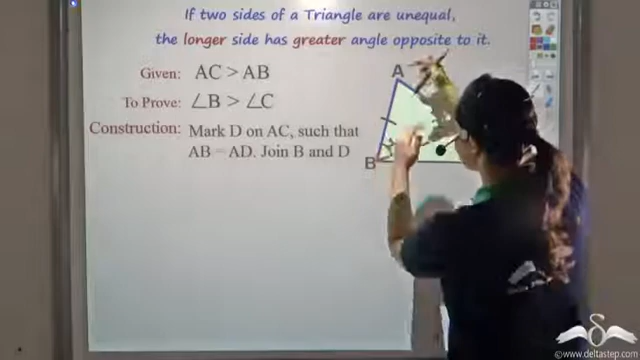 If two sides of a Triangle are unequal,
the longer side has greater angle opposite to it.
Given: AC > AB
To Prove: ∠B > ∠C
Construction: Mark D on AC, such that
AB = AD. Join B and D
A
B
©www.deltastep.com